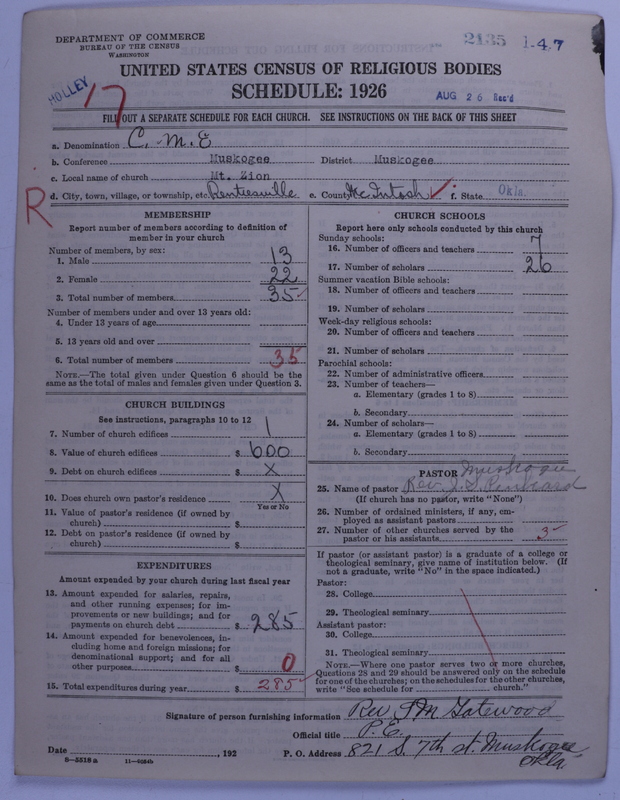 DEPARTMENT OF COMMERCE
BUREAU OF THE CENSUS
WASHINGTON
2135 1-47
HOLLEY
17
UNITED STATES CENSUS OF RELIGIOUS BODIES
SCHEDULE: 1926
AUG 26 Rec'd
FILL OUT A SEPARATE SCHEDULE FOR EACH CHURCH. SEE INSTRUCTIONS ON THE BACK OF THIS SHEET
a. Denomination C. M. E
b. Conference Muskogee District Muskogee
c. Local name of church Mt. Zion
d. City, town, village, or township, etc. Rentiesville e. County McIntosh f. State Okla.
R
MEMBERSHIP
Report number of members according to definition of
member in your church
Number of members, by sex:
1. Male 13
2. Female 22
3. Total number of members 35
Number of members under and over 13 years old:
4. Under 13 years of age
5. 13 years old and over
6. Total number of members 35
NOTE.—The total given under Question 6 should be the
same as the total of males and females given under Question 3.
CHURCH BUILDINGS
See instructions, paragraphs 10 to 12
7. Number of church edifices 1
8. Value of church edifices $ 600
9. Debt on church edifices $ X
10. Does church own pastor's residence X
Yes or No
11. Value of pastor's residence (if owned by
church) $
12. Debt on pastor's residence (if owned by
church) $
EXPENDITURES
Amount expended by your church during last fiscal year
13. Amount expended for salaries, repairs,
and other running expenses; for im-
provements or new buildings; and for
payments on church debt $ 285
14. Amount expended for benevolences, in-
cluding home and foreign missions; for
denominational support; and for all
other purposes $ 0
15. Total expenditures during year $ 285
CHURCH SCHOOLS
Report here only schools conducted by this church
Sunday schools:
16. Number of officers and teachers 7
17. Number of scholars 26
Summer vacation Bible schools:
18. Number of officers and teachers
19. Number of scholars
Week-day religious schools:
20. Number of officers and teachers
21. Number of scholars
Parochial schools:
22. Number of administrative officers
23. Number of teachers—
a. Elementary (grades 1 to 8)
b. Secondary
24. Number of scholars—
a. Elementary (grades 1 to 8)
b. Secondary
PASTOR Muskogee
25. Name of pastor Rev. J. S.
(If church has no pastor, write "None")
26. Number of ordained ministers, if any, em-
ployed as assistant pastors
27. Number of other churches served by the
pastor or his assistants 3
If pastor (or assistant pastor) is a graduate of a college or
theological seminary, give name of institution below. (If
not a graduate, write "No" in the space indicated.)
Pastor:
28. College
29. Theological seminary
Assistant pastor:
30. College
31. Theological seminary
NOTE.—Where one pastor serves two or more churches,
Questions 28 and 29 should be answered only on the schedule
for one of the churches; on the schedules for the other churches,
write "See schedule for church."
Signature of person furnishing information Rev. J M Gatewood
Official title P. E.
Date , 192 P. O. Address 821 S. 7th st. Muskogee
Okla.
8-5518a 11-9034b